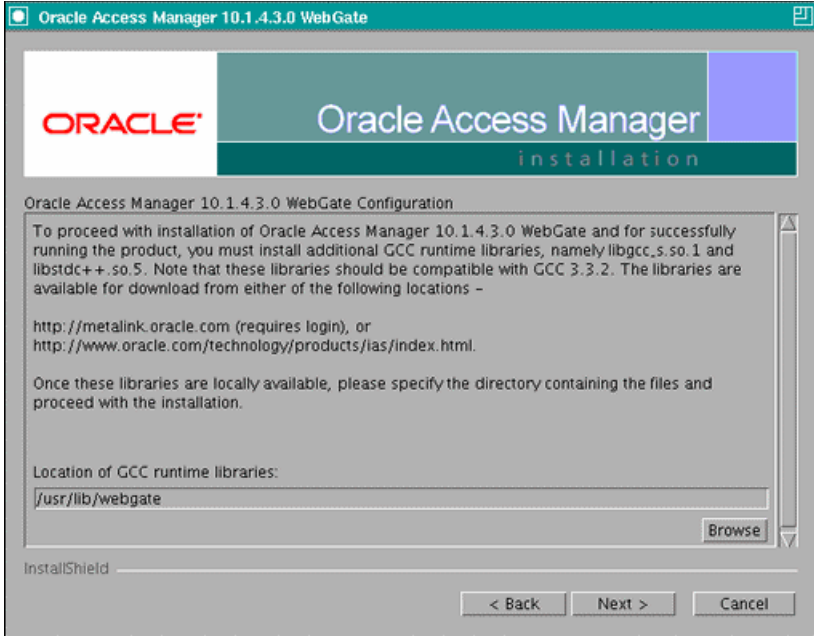 Oracle Access Manager 10.1.4.3.0 WebGate
ORACLE
Oracle Access Manager
installation
Oracle Access Manager 10.1.4.3.0 WebGate Configuration
To proceed with installation of Oracle Access Manager 10.1.4.3.0 WebGate and for successfully
running the product, you must install additional GCC runtime libraries, namely libgcc_s.so.1 and
libstdc++.so.5. Note that these libraries should be compatible with GCC 3.3.2. The libraries are
available for download from either of the following locations -
http://metalink.oracle.com (requires login), or
http://www.oracle.com/technology/products/ias/index.html.
Once these libraries are locally available, please specify the directory containing the files and
proceed with the installation.
Location of GCC runtime libraries:
/usr/lib/webgate
Browse
InstallShield
< Back
Next >
Cancel